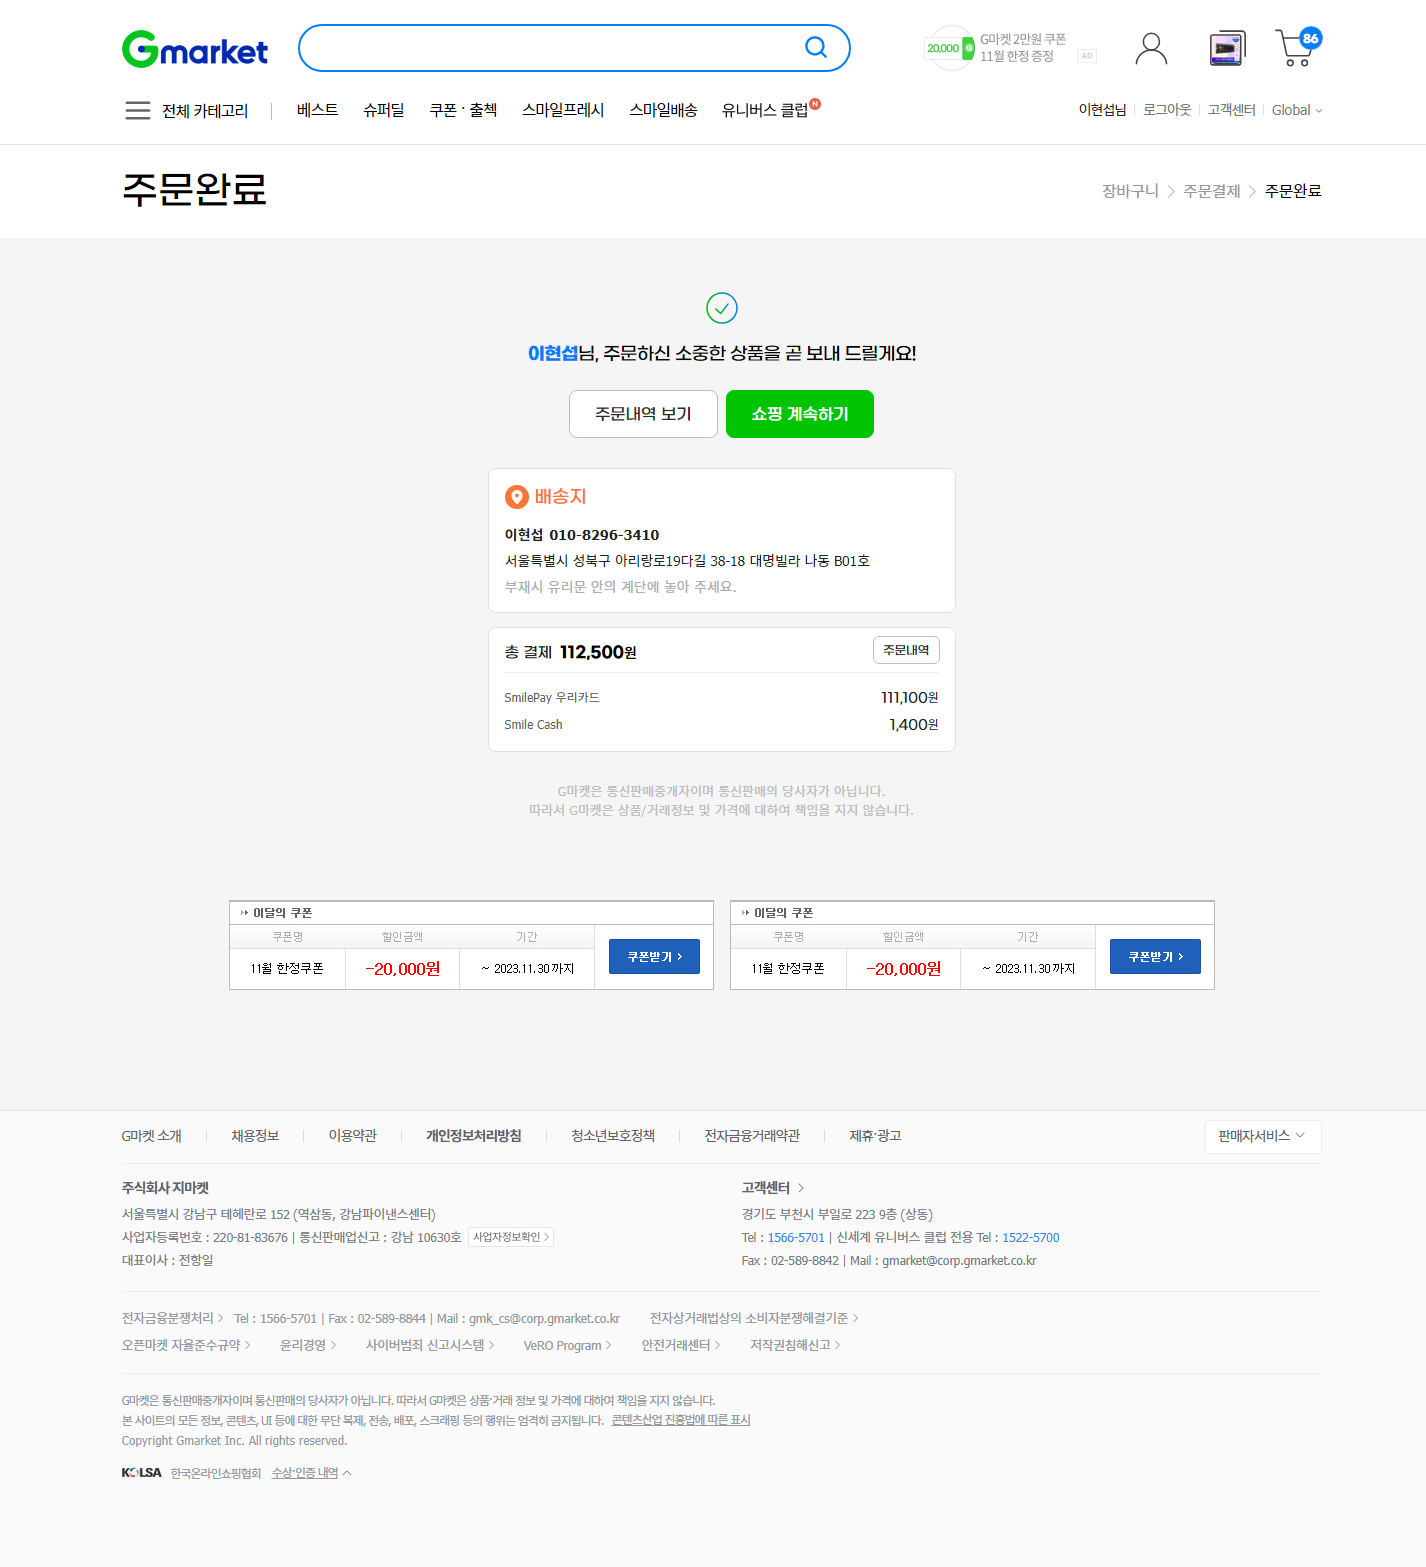 Gmarket
20,000 G
G마켓 2만원 쿠폰
11월 한정 증정
AD
86
전체 카테고리
베스트
슈퍼딜
쿠폰 · 출첵
스마일프레시
스마일배송
유니버스 클럽
N
이현섭님
로그아웃
고객센터
Global
주문완료
장바구니 > 주문결제 > 주문완료
이현섭님, 주문하신 소중한 상품을 곧 보내 드릴게요!
주문내역 보기
쇼핑 계속하기
배송지
이현섭 010-8296-3410
서울특별시 성북구 아리랑로19다길 38-18 대명빌라 나동 B01호
부재시 유리문 안의 계단에 놓아 주세요.
총 결제 112,500원
주문내역
SmilePay 우리카드 111,100원
Smile Cash 1,400원
G마켓은 통신판매중개자이며 통신판매의 당사자가 아닙니다.
따라서 G마켓은 상품/거래정보 및 가격에 대하여 책임을 지지 않습니다.
이달의 쿠폰
쿠폰명 할인금액 기간
11월 한정쿠폰 -20,000원 ~ 2023.11.30까지
쿠폰받기 >
이달의 쿠폰
쿠폰명 할인금액 기간
11월 한정쿠폰 -20,000원 ~ 2023.11.30까지
쿠폰받기 >
G마켓 소개
채용정보
이용약관
개인정보처리방침
청소년보호정책
전자금융거래약관
제휴·광고
판매자서비스
주식회사 지마켓
서울특별시 강남구 테헤란로 152 (역삼동, 강남파이낸스센터)
사업자등록번호 : 220-81-83676 | 통신판매업신고 : 강남 10630호 사업자정보확인 >
대표이사 : 전항일
고객센터 >
경기도 부천시 부일로 223 9층 (상동)
Tel : 1566-5701 | 신세계 유니버스 클럽 전용 Tel : 1522-5700
Fax : 02-589-8842 | Mail : gmarket@corp.gmarket.co.kr
전자금융분쟁처리 > Tel : 1566-5701 | Fax : 02-589-8844 | Mail : gmk_cs@corp.gmarket.co.kr 전자상거래법상의 소비자분쟁해결기준 >
오픈마켓 자율준수규약 > 윤리경영 > 사이버범죄 신고시스템 > VeRO Program > 안전거래센터 > 저작권침해신고 >
G마켓은 통신판매중개자이며 통신판매의 당사자가 아닙니다. 따라서 G마켓은 상품·거래 정보 및 가격에 대하여 책임을 지지 않습니다.
본 사이트의 모든 정보, 콘텐츠, UI 등에 대한 무단 복제, 전송, 배포, 스크래핑 등의 행위는 엄격히 금지됩니다. 콘텐츠산업 진흥법에 따른 표시
Copyright Gmarket Inc. All rights reserved.
KOLSA 한국온라인쇼핑협회 수상·인증 내역